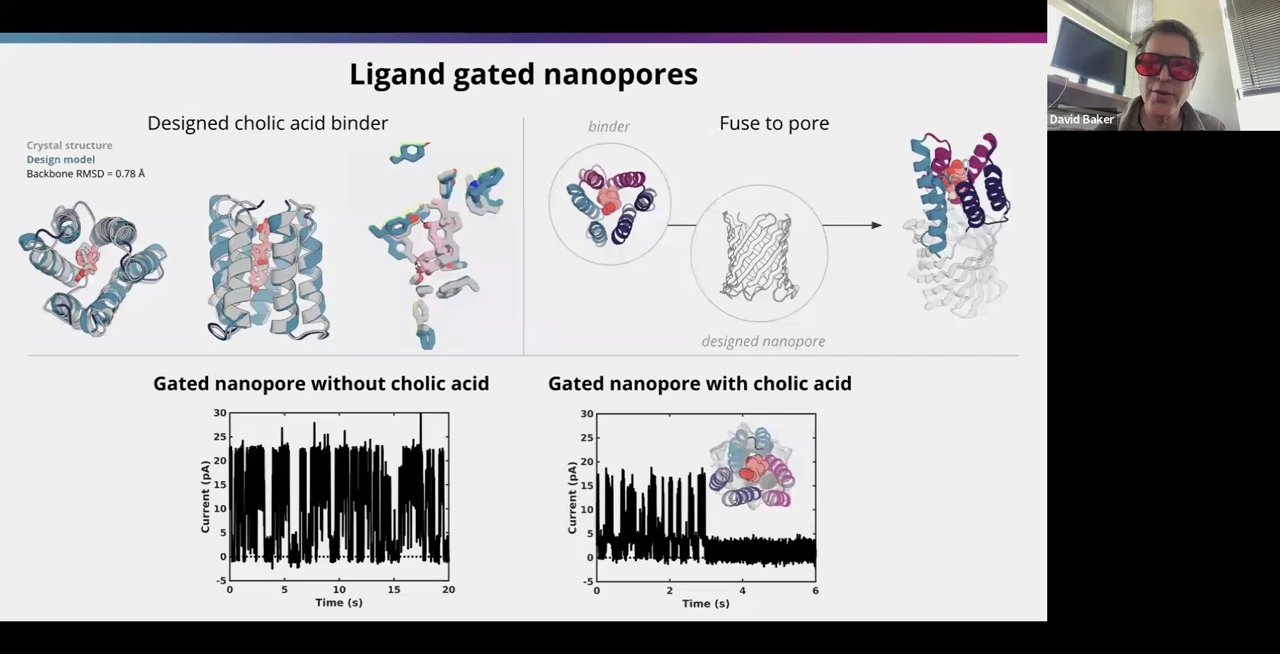 Ligand gated nanopores
Designed cholic acid binder
Crystal structure
Design model
Backbone RMSD = 0.78 Å
binder
Fuse to pore
designed nanopore
David Baker
Gated nanopore without cholic acid
Current (pA)
30
25
20
15
10
5
0
-5
0 5 10 15 20
Time (s)
Gated nanopore with cholic acid
Current (pA)
30
25
20
15
10
5
0
-5
0 2 4 6
Time (s)